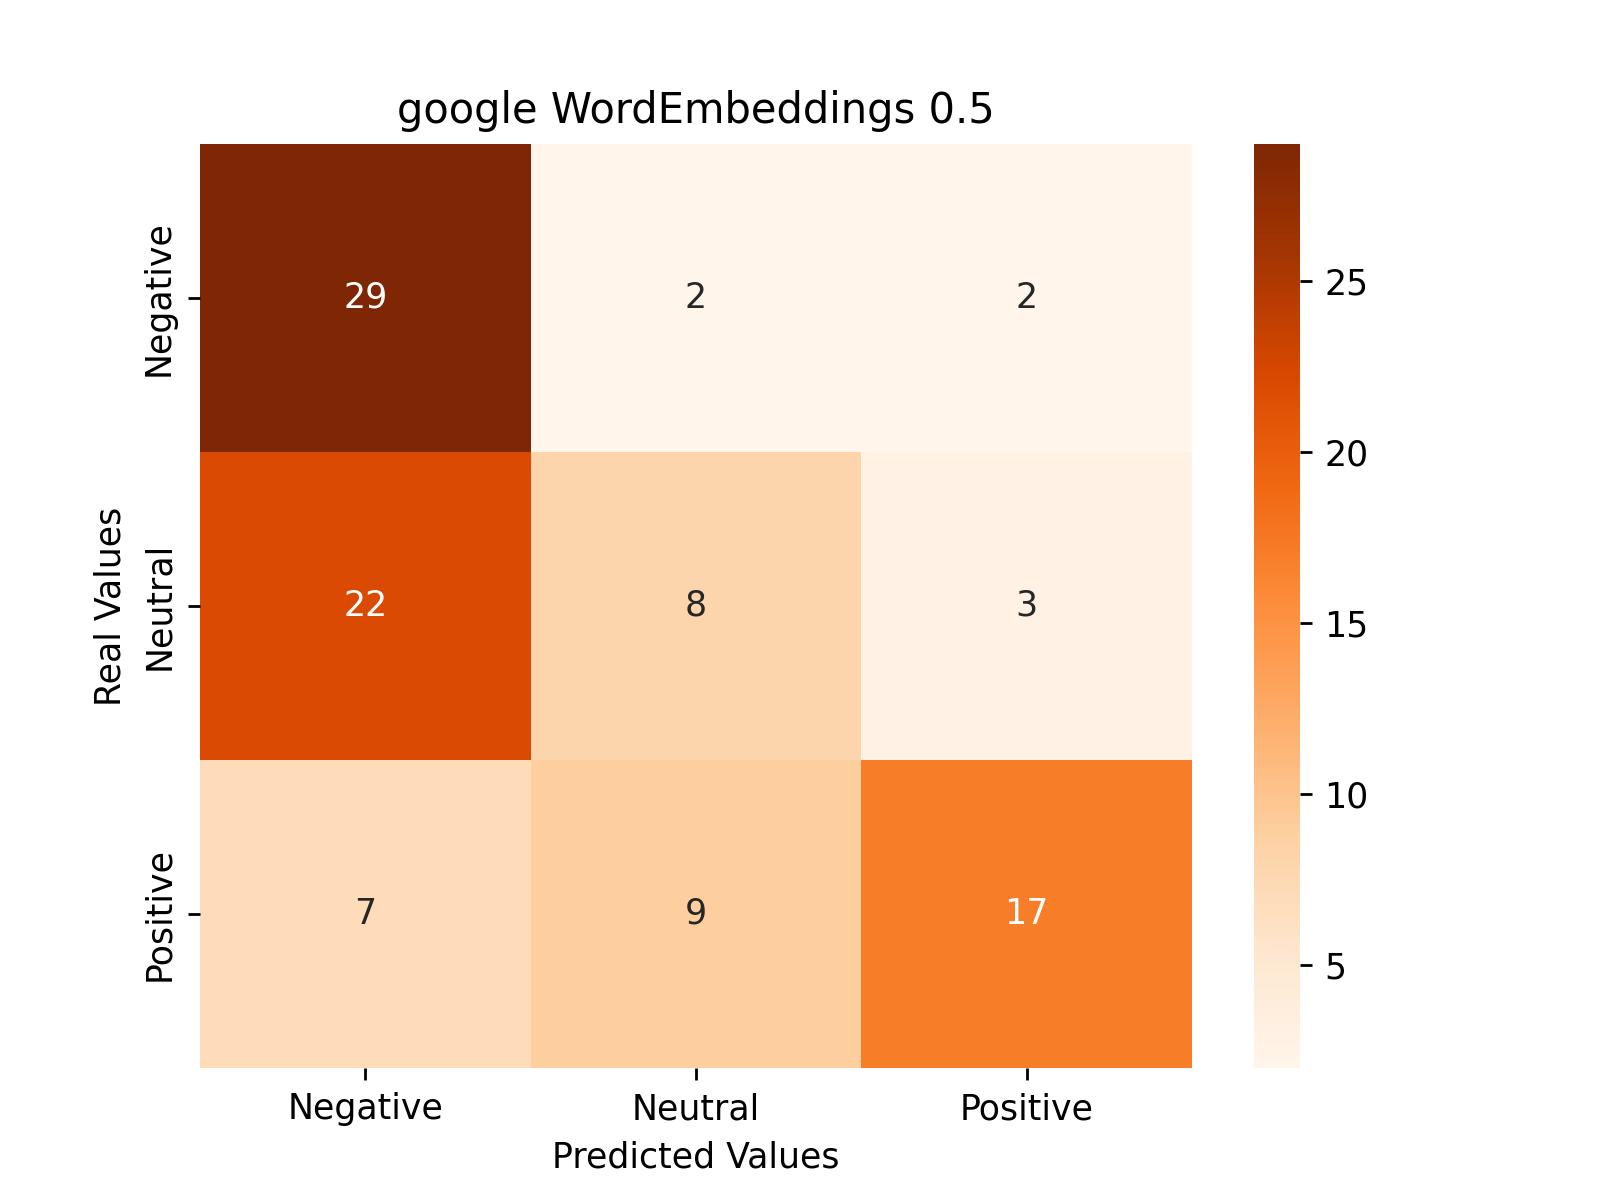 google WordEmbeddings 0.5
Real Values
Negative
29 2 2
Neutral
22 8 3
Positive
7 9 17
Negative Neutral Positive
Predicted Values
25
20
15
10
5